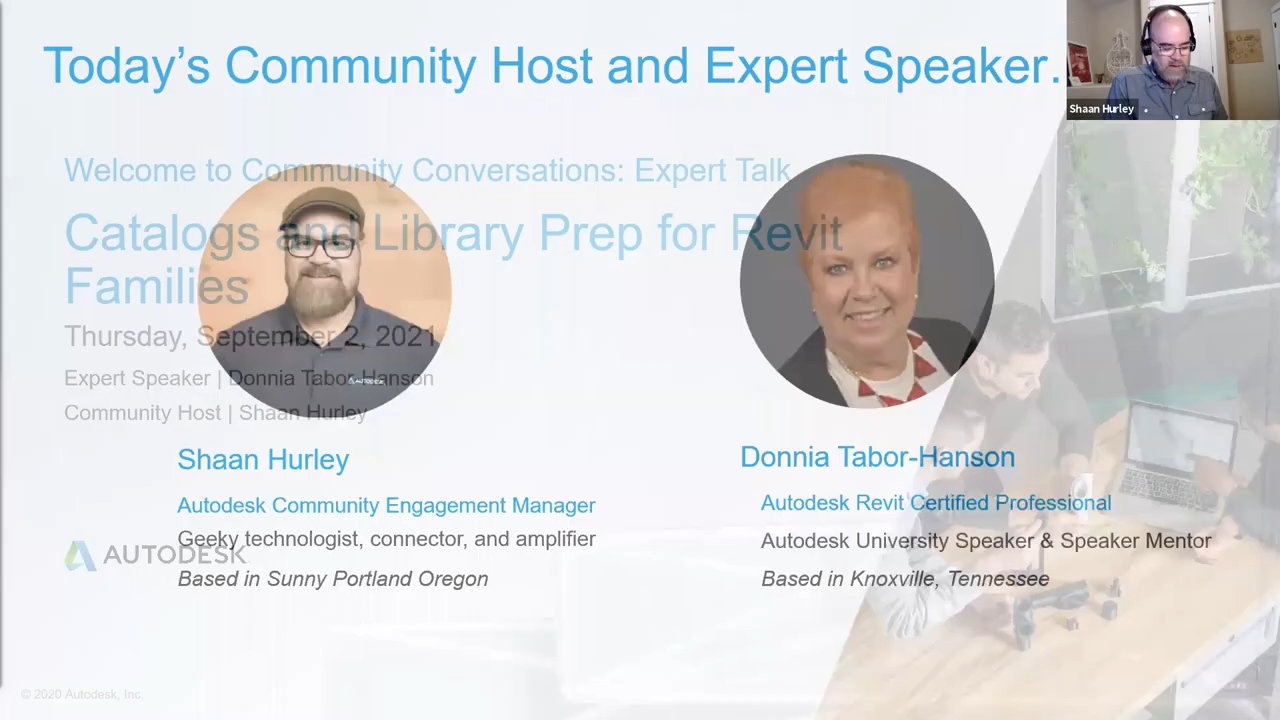 Today's Community Host and Expert Speaker.
Shaan Hurley
Welcome to Community Conversations: Expert Talk
Catalogs and Library Prep for Revit
Families
Thursday, September 2, 2021
Expert Speaker | Donnia Tabor-Hanson
Community Host | Shaan Hurley
AUTODESK
Shaan Hurley
Autodesk Community Engagement Manager
Geeky technologist, connector, and amplifier
Based in Sunny Portland Oregon
Donnia Tabor-Hanson
Autodesk Revit Certified Professional
Autodesk University Speaker & Speaker Mentor
Based in Knoxville, Tennessee
AUTODESK
© 2020 Autodesk, Inc.